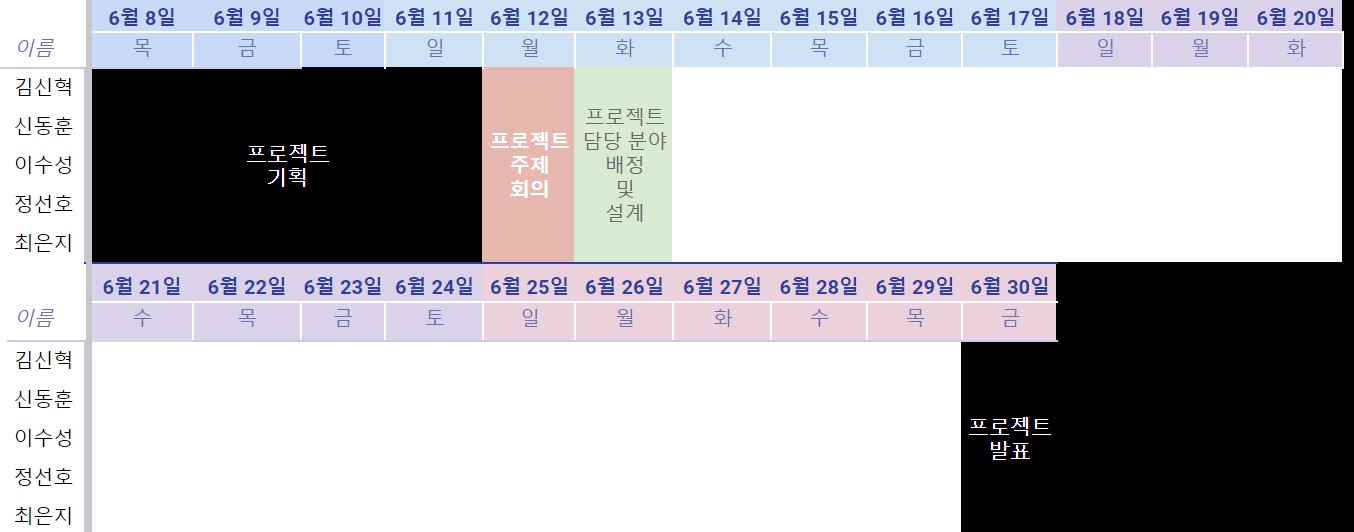 6월 8일 6월 9일 6월 10일 6월 11일 6월 12일 6월 13일 6월 14일 6월 15일 6월 16일 6월 17일 6월 18일 6월 19일 6월 20일
이름 목 금 토 일 월 화 수 목 금 토 일 월 화
김신혁
신동훈
이수성
정선호
최은지
프로젝트
기획
프로젝트
주제
회의
프로젝트
담당 분야
배정
및
설계
6월 21일 6월 22일 6월 23일 6월 24일 6월 25일 6월 26일 6월 27일 6월 28일 6월 29일 6월 30일
이름 수 목 금 토 일 월 화 수 목 금
김신혁
신동훈
이수성
정선호
최은지
프로젝트
발표